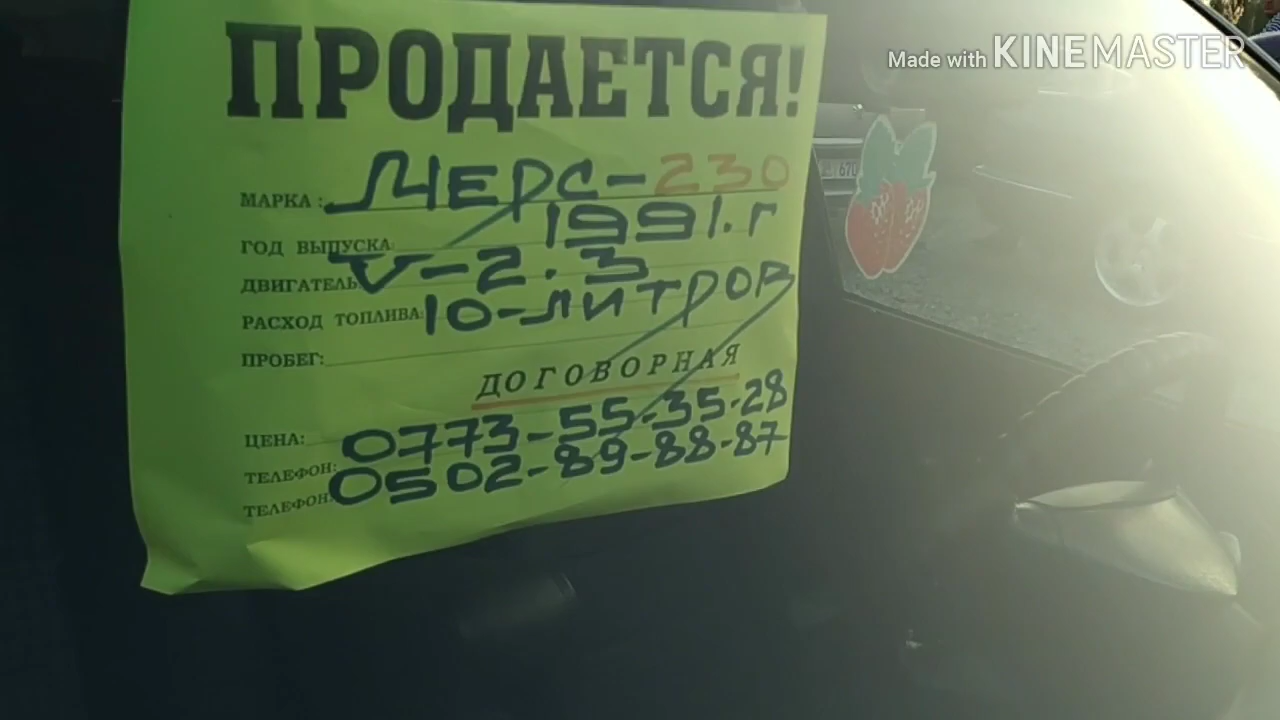 Made with KINEMASTER
ПРОДАЕТСЯ!
МАРКА: МЕРС-230
ГОД ВЫПУСКА: 1991.г
ДВИГАТЕЛЬ V-2.3
РАСХОД ТОПЛИВА: 10-ЛИТРОВ
ПРОБЕГ:
ДОГОВОРНАЯ
ЦЕНА:
ТЕЛЕФОН: 0773-55-35-28
ТЕЛЕФОН: 0502-89-88-87
670